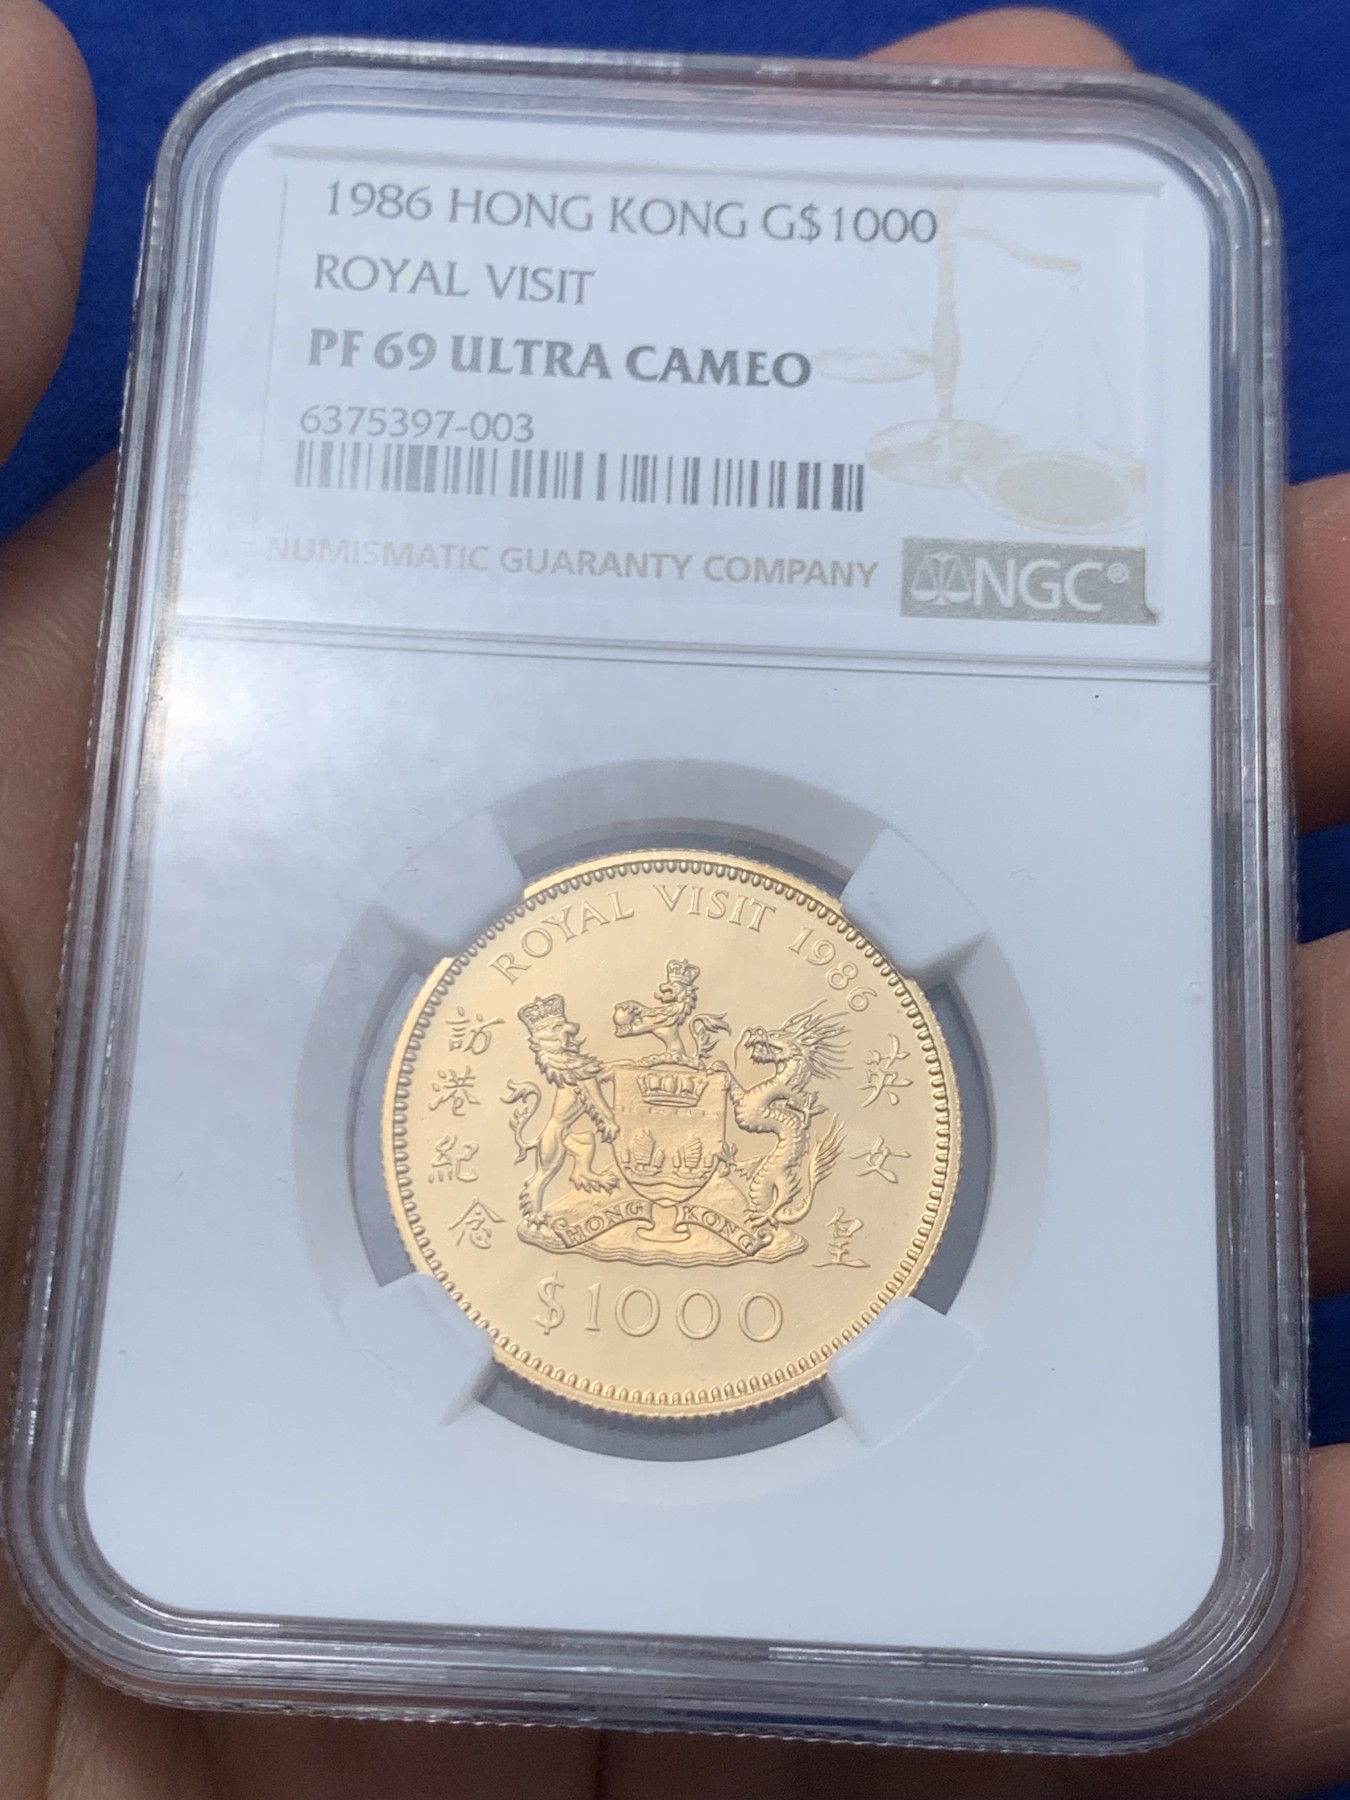 1986 HONG KONG G$1000
ROYAL VISIT
PF 69 ULTRA CAMEO
6375397-003
NUMISMATIC GUARANTY COMPANY
NGC®
ROYAL VISIT 1986
英女皇
訪港紀念
HONG KONG
$1000